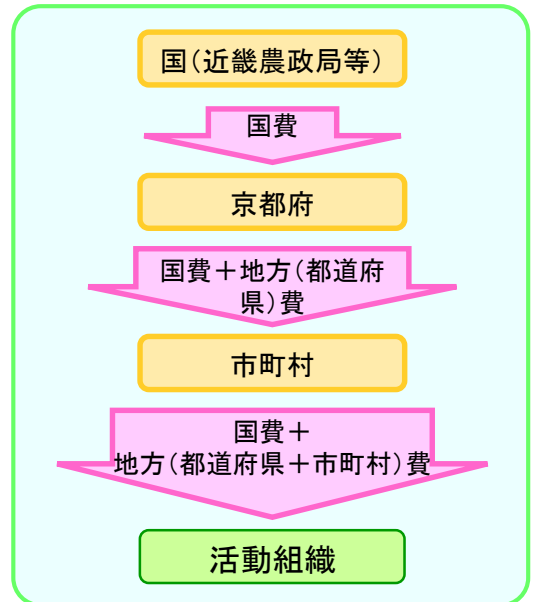 国(近畿農政局等)
国費
京都府
国費＋地方(都道府
県)費
市町村
国費＋
地方(都道府県＋市町村)費
活動組織